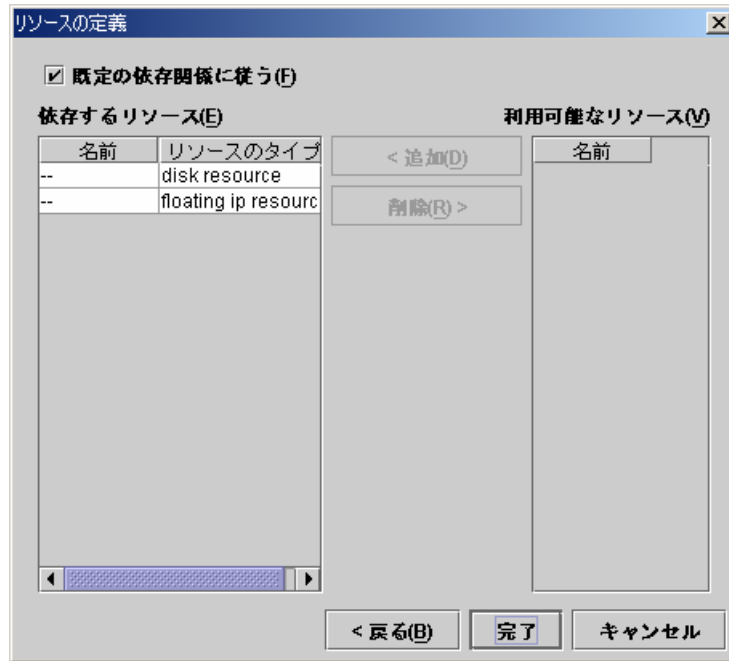 リソースの定義
既定の依存関係に従う(F)
依存するリソース(E) 利用可能なリソース(V)
名前 リソースのタイプ < 追加(D) 名前
-- disk resource
-- floating ip resourc 削除(R) >
< 戻る(B) 完了 キャンセル